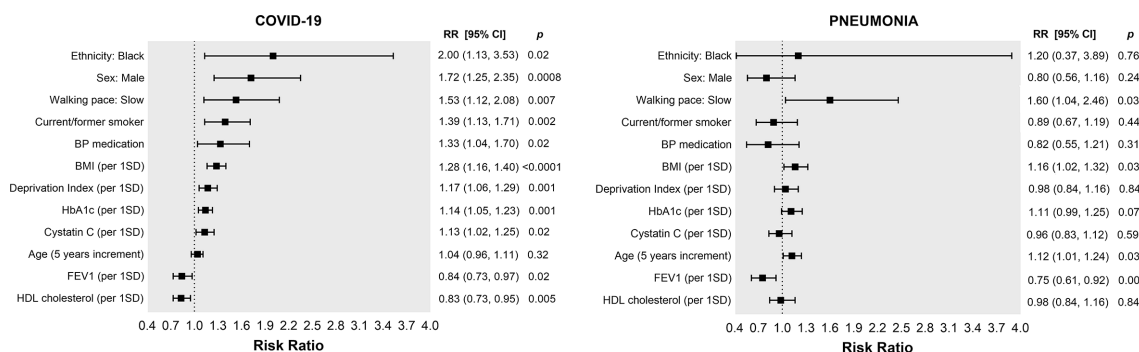 COVID-19
RR [95% CI] p
Ethnicity: Black 2.00 (1.13, 3.53) 0.02
Sex: Male 1.72 (1.25, 2.35) 0.0008
Walking pace: Slow 1.53 (1.12, 2.08) 0.007
Current/former smoker 1.39 (1.13, 1.71) 0.002
BP medication 1.33 (1.04, 1.70) 0.02
BMI (per 1SD) 1.28 (1.16, 1.40) <0.0001
Deprivation Index (per 1SD) 1.17 (1.06, 1.29) 0.001
HbA1c (per 1SD) 1.14 (1.05, 1.23) 0.001
Cystatin C (per 1SD) 1.13 (1.02, 1.25) 0.02
Age (5 years increment) 1.04 (0.96, 1.11) 0.32
FEV1 (per 1SD) 0.84 (0.73, 0.97) 0.02
HDL cholesterol (per 1SD) 0.83 (0.73, 0.95) 0.005
0.4 0.7 1.0 1.3 1.6 1.9 2.2 2.5 2.8 3.1 3.4 3.7 4.0
Risk Ratio
PNEUMONIA
RR [95% CI] p
Ethnicity: Black 1.20 (0.37, 3.89) 0.76
Sex: Male 0.80 (0.56, 1.16) 0.24
Walking pace: Slow 1.60 (1.04, 2.46) 0.03
Current/former smoker 0.89 (0.67, 1.19) 0.44
BP medication 0.82 (0.55, 1.21) 0.31
BMI (per 1SD) 1.16 (1.02, 1.32) 0.03
Deprivation Index (per 1SD) 0.98 (0.84, 1.16) 0.84
HbA1c (per 1SD) 1.11 (0.99, 1.25) 0.07
Cystatin C (per 1SD) 0.96 (0.83, 1.12) 0.59
Age (5 years increment) 1.12 (1.01, 1.24) 0.03
FEV1 (per 1SD) 0.75 (0.61, 0.92) 0.00
HDL cholesterol (per 1SD) 0.98 (0.84, 1.16) 0.84
0.4 0.7 1.0 1.3 1.6 1.9 2.2 2.5 2.8 3.1 3.4 3.7 4.0
Risk Ratio